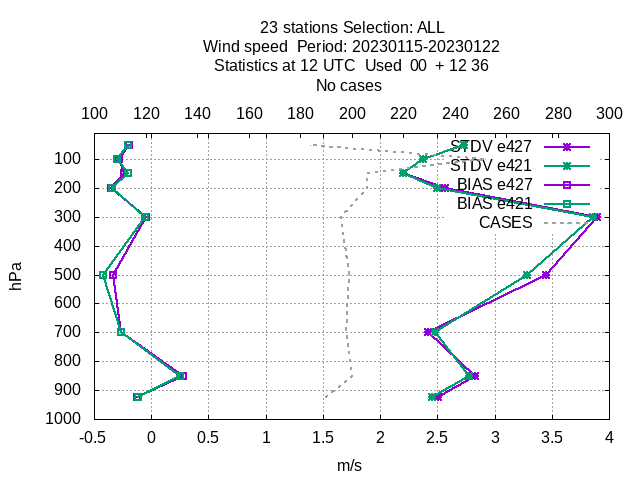 23 stations Selection: ALL
Wind speed  Period: 20230115-20230122
Statistics at 12 UTC  Used  00  + 12 36
No cases
100 120 140 160 180 200 220 240 260 280 300
STDV e427
STDV e421
BIAS e427
BIAS e421
CASES
hPa
100
200
300
400
500
600
700
800
900
1000
-0.5 0 0.5 1 1.5 2 2.5 3 3.5 4
m/s